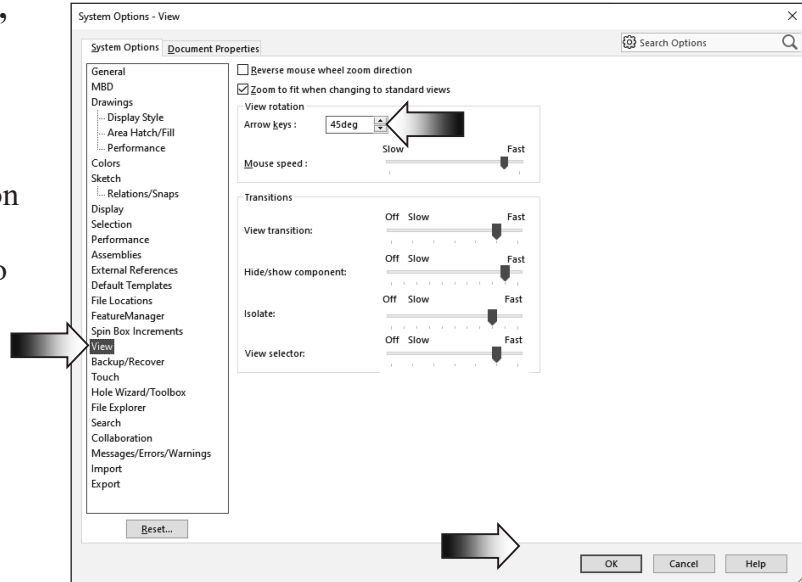 ,
on
o
System Options - View
System Options Document Properties
Search Options
General
MBD
Drawings
Display Style
Area Hatch/Fill
Performance
Colors
Sketch
Relations/Snaps
Display
Selection
Performance
Assemblies
External References
Default Templates
File Locations
FeatureManager
Spin Box Increments
View
Backup/Recover
Touch
Hole Wizard/Toolbox
File Explorer
Search
Collaboration
Messages/Errors/Warnings
Import
Export
Reset...
Reverse mouse wheel zoom direction
Zoom to fit when changing to standard views
View rotation
Arrow keys : 45deg
Slow Fast
Mouse speed :
Transitions
Off Slow Fast
View transition:
Off Slow Fast
Hide/show component:
Off Slow Fast
Isolate:
Off Slow Fast
View selector:
OK Cancel Help